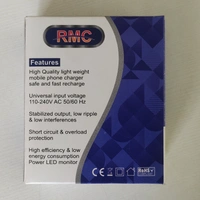 RMC
Features
High Quality light weight
mobile phone charger
safe and fast recharge
Universal input voltage
110-240V AC 50/60 Hz
Stabilized output, low ripple
& low interferences
Short circuit & overload
protection
High efficiency & low
energy consumption
Power LED monitor
CE
RoHS